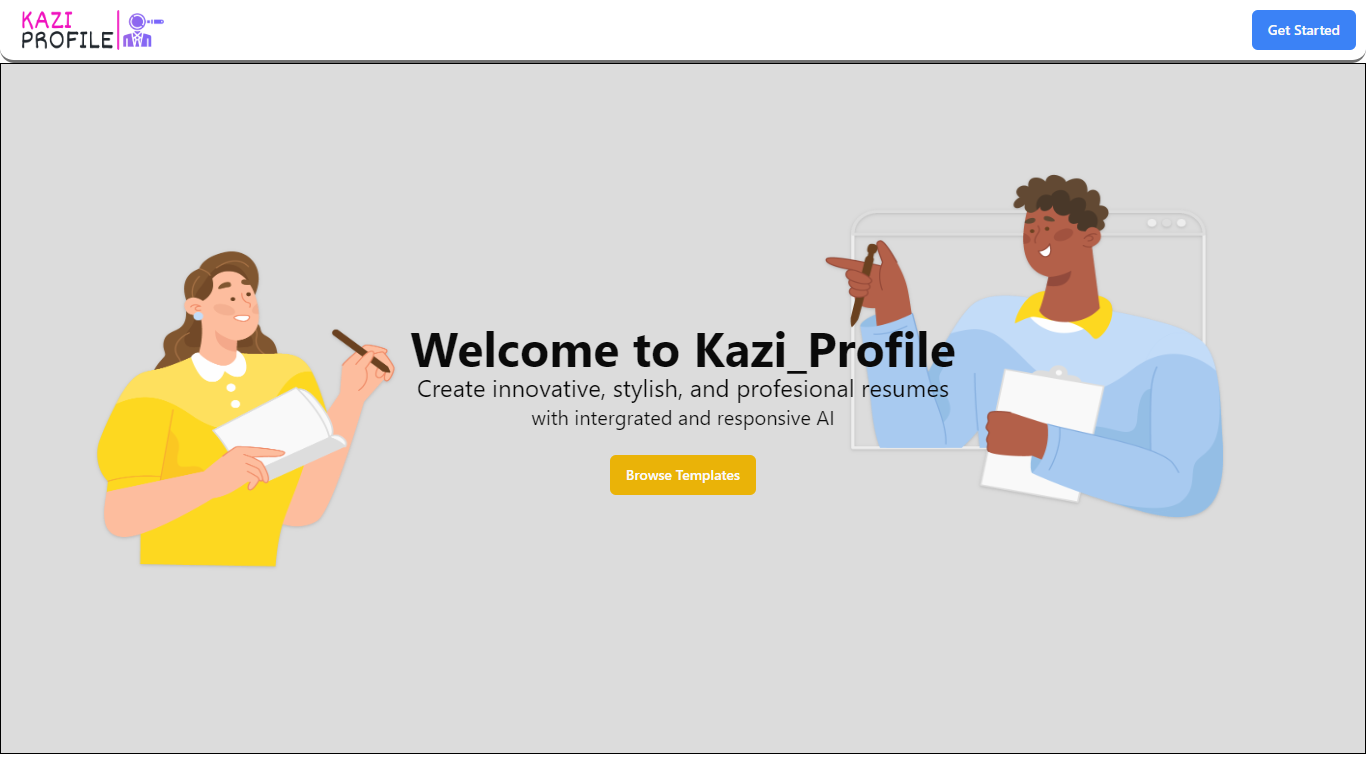 KAZI
PROFILE
Get Started
Welcome to Kazi_Profile
Create innovative, stylish, and profesional resumes
with intergrated and responsive AI
Browse Templates